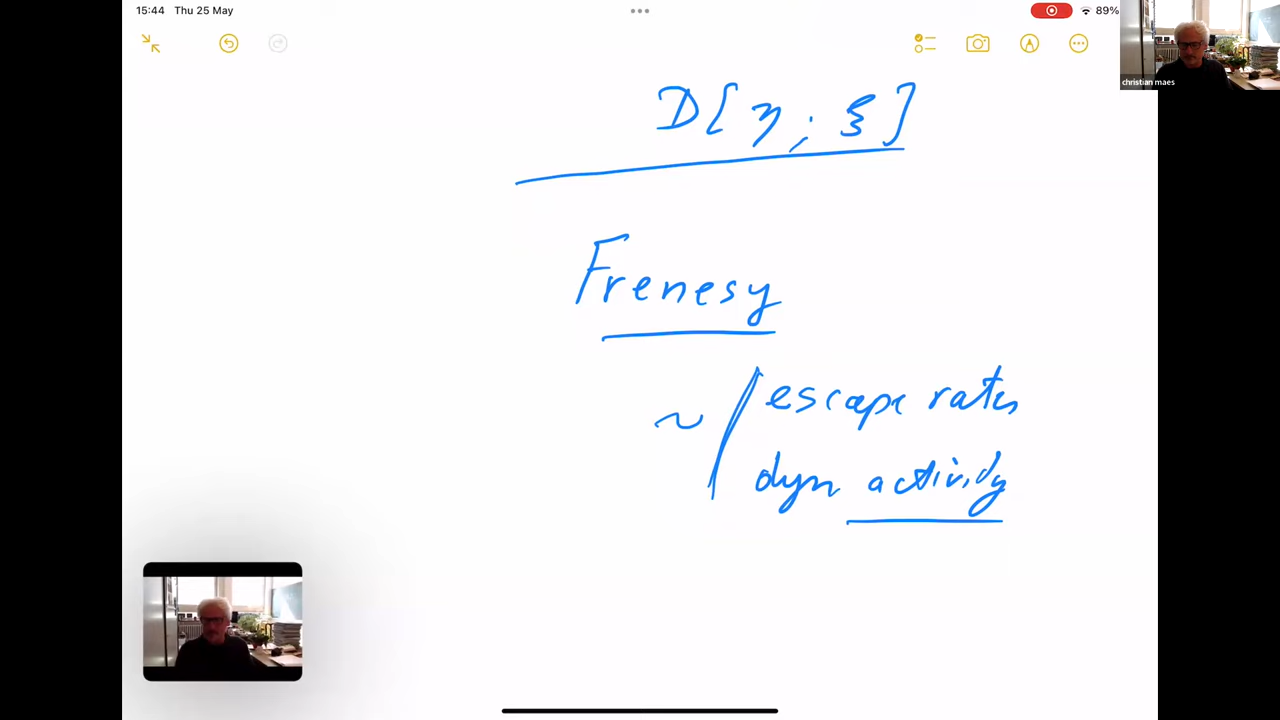 15:44 Thu 25 May
89%
christian maes
D[η; ξ]
Frenesy
~ escape rates
dyn activity